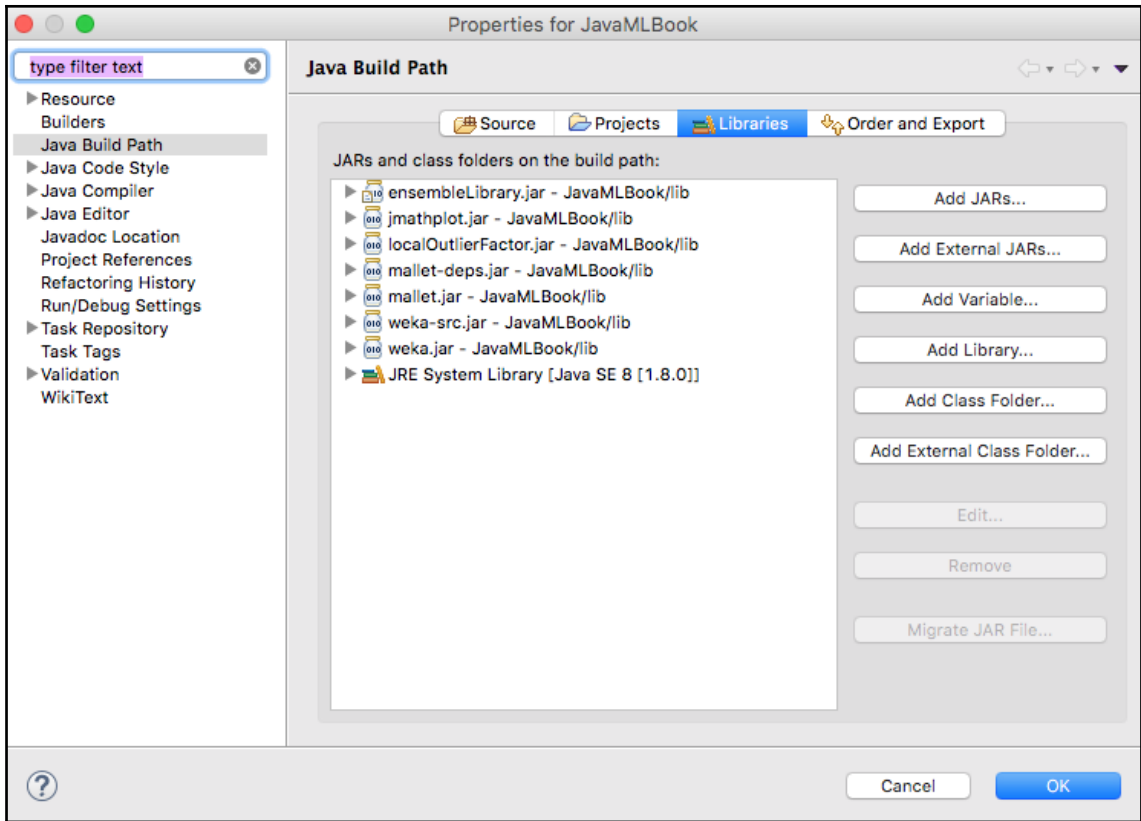 Properties for JavaMLBook
type filter text
Resource
Builders
Java Build Path
Java Code Style
Java Compiler
Java Editor
Javadoc Location
Project References
Refactoring History
Run/Debug Settings
Task Repository
Task Tags
Validation
WikiText
Java Build Path
Source Projects Libraries Order and Export
JARs and class folders on the build path:
ensembleLibrary.jar - JavaMLBook/lib
jmathplot.jar - JavaMLBook/lib
localOutlierFactor.jar - JavaMLBook/lib
mallet-deps.jar - JavaMLBook/lib
mallet.jar - JavaMLBook/lib
weka-src.jar - JavaMLBook/lib
weka.jar - JavaMLBook/lib
JRE System Library [Java SE 8 [1.8.0]]
Add JARs...
Add External JARs...
Add Variable...
Add Library...
Add Class Folder...
Add External Class Folder...
Edit...
Remove
Migrate JAR File...
?
Cancel OK